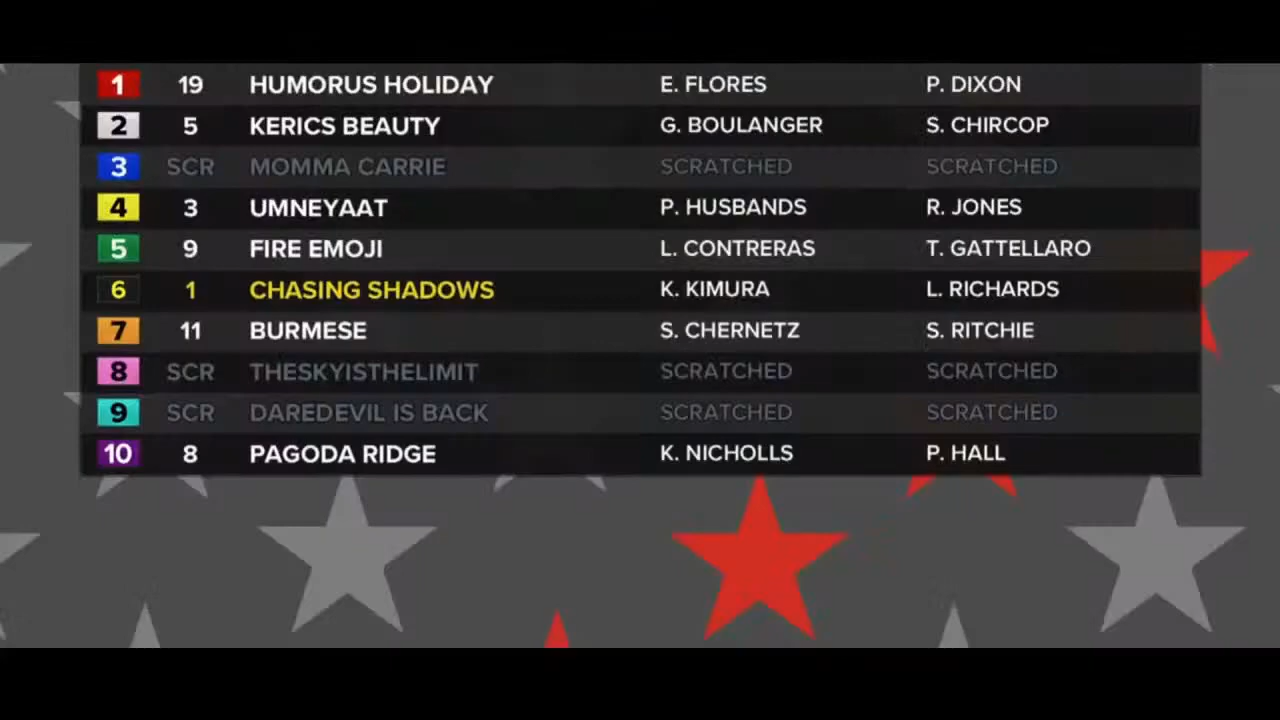 1 19 HUMORUS HOLIDAY E. FLORES P. DIXON
2 5 KERICS BEAUTY G. BOULANGER S. CHIRCOP
3 SCR MOMMA CARRIE SCRATCHED SCRATCHED
4 3 UMNEYAAT P. HUSBANDS R. JONES
5 9 FIRE EMOJI L. CONTRERAS T. GATTELLARO
6 1 CHASING SHADOWS K. KIMURA L. RICHARDS
7 11 BURMESE S. CHERNETZ S. RITCHIE
8 SCR THESKYISTHELIMIT SCRATCHED SCRATCHED
9 SCR DAREDEVIL IS BACK SCRATCHED SCRATCHED
10 8 PAGODA RIDGE K. NICHOLLS P. HALL